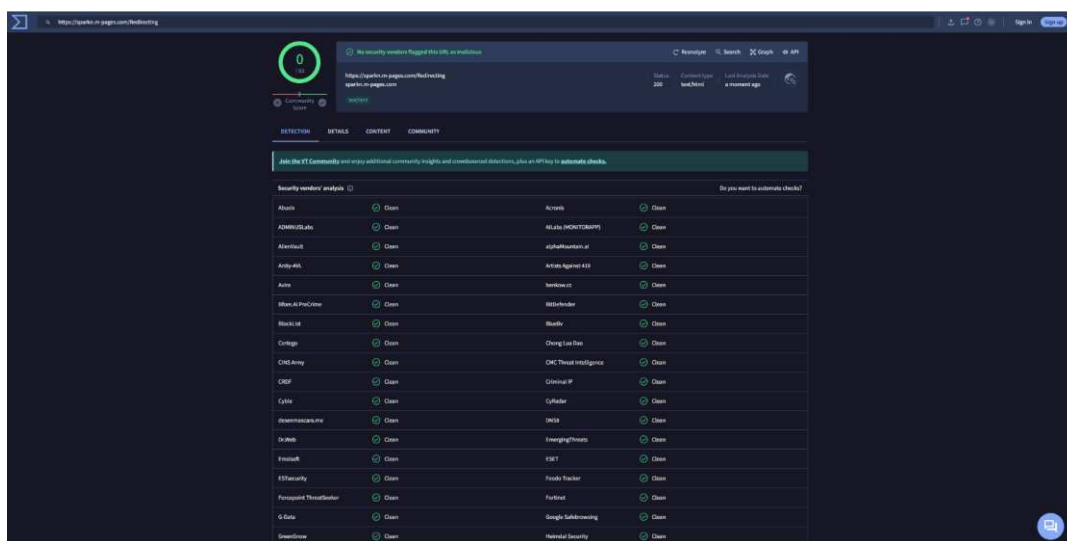 https://sparkn.m-pages.com/Redirecting
Sign in
Sign up
0
/ 93
Community
Score
No security vendors flagged this URL as malicious
Reanalyze
Search
Graph
API
https://sparkn.m-pages.com/Redirecting
sparkn.m-pages.com
text/html
Status
200
Content type
text/html
Last Analysis Date
a moment ago
DETECTION DETAILS CONTENT COMMUNITY
Join the VT Community and enjoy additional community insights and crowdsourced detections, plus an API key to automate checks.
Security vendors' analysis
Do you want to automate checks?
Abusix Clean Acronis Clean
ADMINUSLabs Clean AILabs (MONITORAPP) Clean
AlienVault Clean alphaMountain.ai Clean
Antiy-AVL Clean Artists Against 419 Clean
Avira Clean benkow.cc Clean
Bfore.Ai PreCrime Clean BitDefender Clean
BlockList Clean Blueliv Clean
Certego Clean Chong Lua Dao Clean
CINS Army Clean CMC Threat Intelligence Clean
CRDF Clean Criminal IP Clean
Cyble Clean CyRadar Clean
desenmascara.me Clean DNS8 Clean
Dr.Web Clean EmergingThreats Clean
Emsisoft Clean ESET Clean
ESTsecurity Clean Feodo Tracker Clean
Forcepoint ThreatSeeker Clean Fortinet Clean
G-Data Clean Google Safebrowsing Clean
GreenSnow Clean Heimdal Security Clean